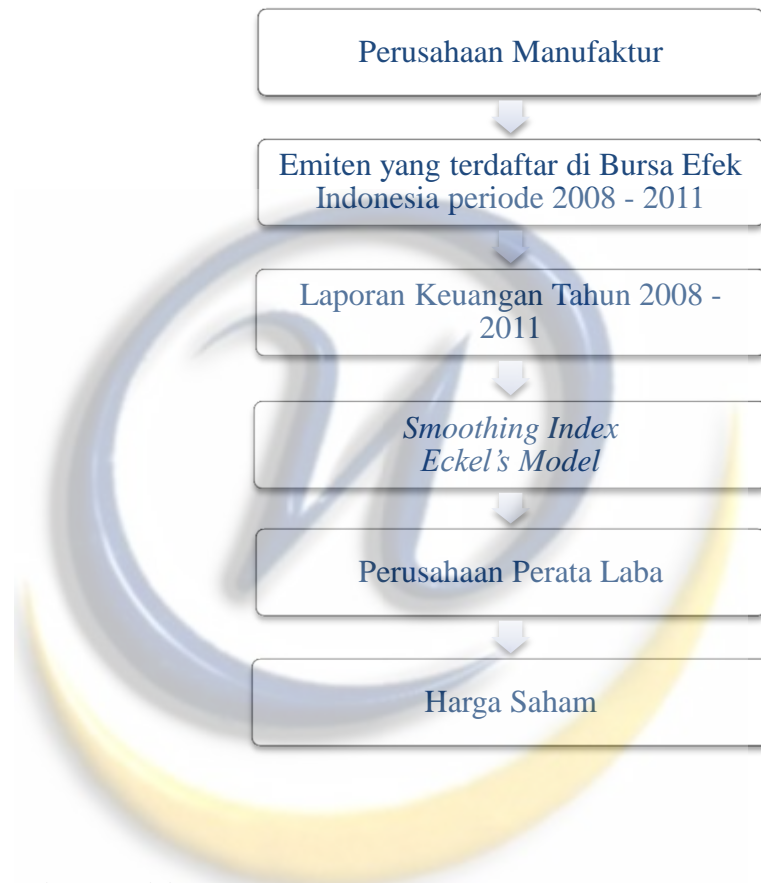 Perusahaan Manufaktur
Emiten yang terdaftar di Bursa Efek
Indonesia periode 2008 - 2011
Laporan Keuangan Tahun 2008 -
2011
Smoothing Index
Eckel’s Model
Perusahaan Perata Laba
Harga Saham